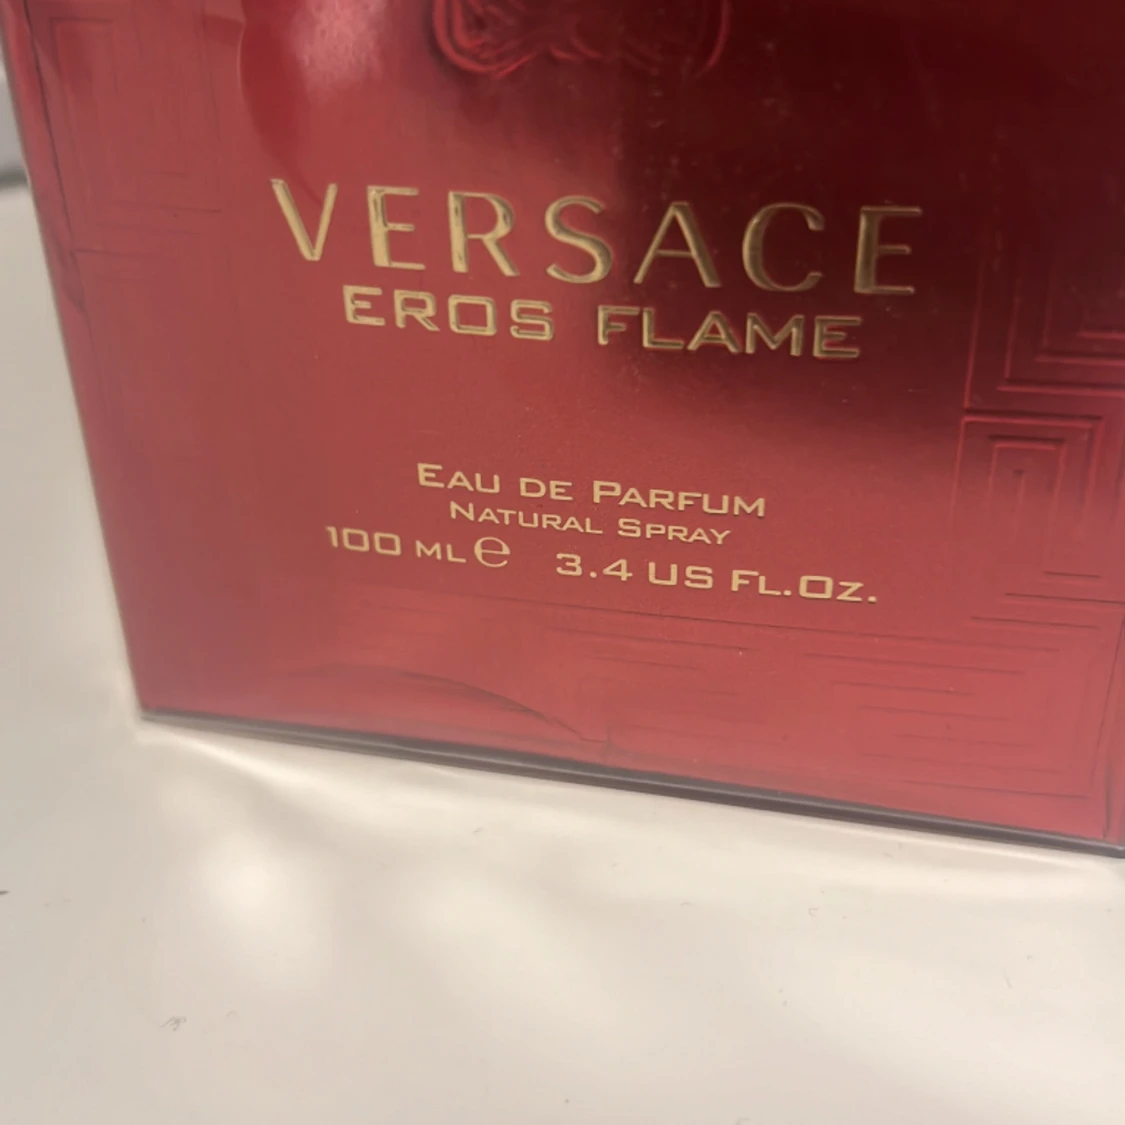 VERSACE
EROS FLAME
EAU DE PARFUM
NATURAL SPRAY
100 ML ℮ 3.4 US FL.OZ.